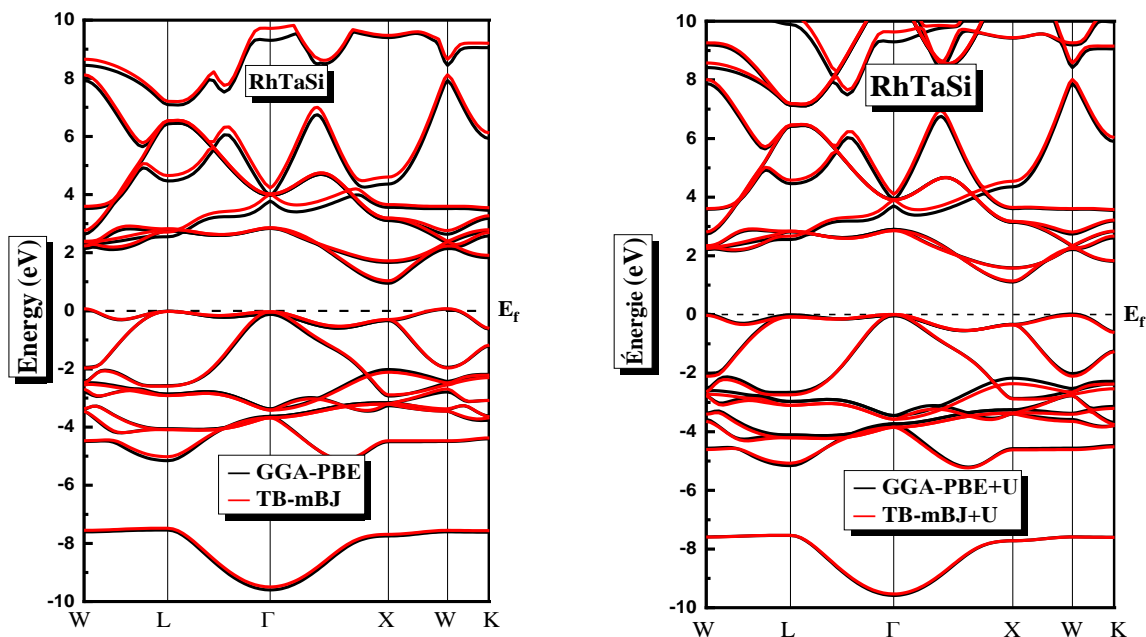 10
8
6
4
2
0
-2
-4
-6
-8
-10
Energy (eV)
RhTaSi
E_f
GGA-PBE
TB-mBJ
W L Γ X W K
10
8
6
4
2
0
-2
-4
-6
-8
-10
Énergie (eV)
RhTaSi
E_f
GGA-PBE+U
TB-mBJ+U
W L Γ X W K